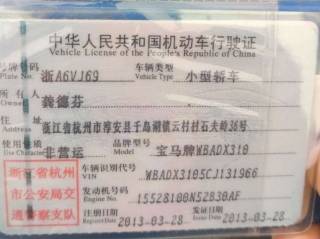 中华人民共和国机动车行驶证
Vehicle License of the People's Republic of China
号牌号码 浙A6VJ69 车辆类型 小型轿车
Plate No. Vehicle Type
所有人 龚德芬
Owner
住址 浙江省杭州市淳安县千岛湖镇云村村石夫岭36号
Address
使用性质 非营运 品牌型号 宝马牌WBADX310
Use Character
浙江省杭州市公安局交通警察支队
车辆识别代号 WBADX3105CJ131966
VIN
发动机号码 15528100N52B30AF
Engine No.
注册日期 2013-03-28 发证日期 2013-03-28
Register Date Issue Date